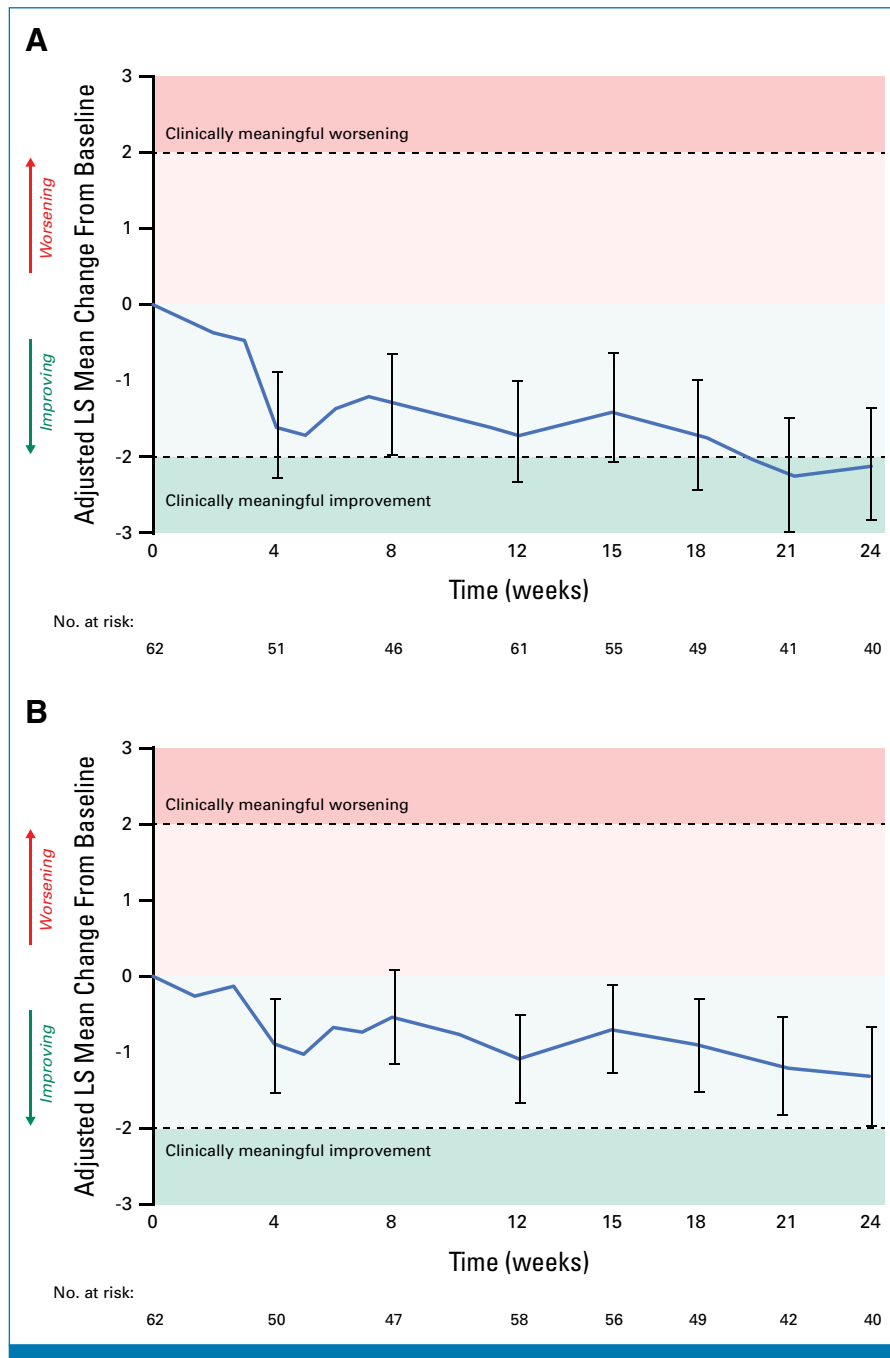 A
Adjusted LS Mean Change From Baseline
Worsening
Improving
3
2
1
0
-1
-2
-3
Clinically meaningful worsening
Clinically meaningful improvement
0 4 8 12 15 18 21 24
Time (weeks)
No. at risk:
62 51 46 61 55 49 41 40
B
Adjusted LS Mean Change From Baseline
Worsening
Improving
3
2
1
0
-1
-2
-3
Clinically meaningful worsening
Clinically meaningful improvement
0 4 8 12 15 18 21 24
Time (weeks)
No. at risk:
62 50 47 58 56 49 42 40